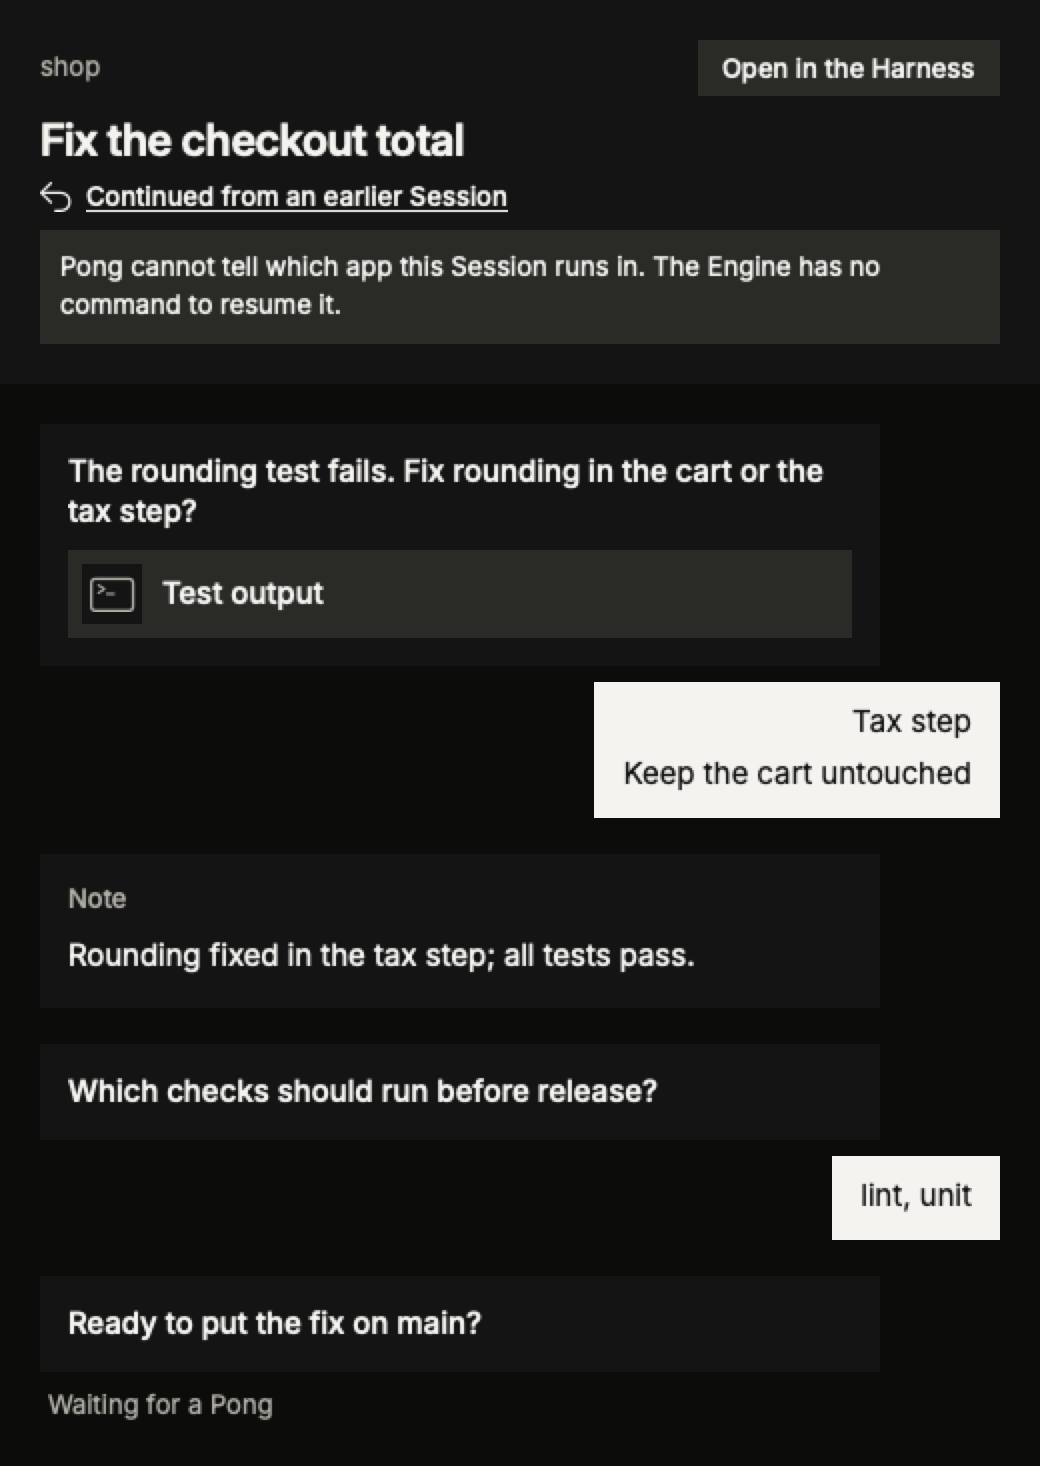 shop
Open in the Harness
Fix the checkout total
Continued from an earlier Session
Pong cannot tell which app this Session runs in. The Engine has no
command to resume it.
The rounding test fails. Fix rounding in the cart or the
tax step?
>_
Test output
Tax step
Keep the cart untouched
Note
Rounding fixed in the tax step; all tests pass.
Which checks should run before release?
lint, unit
Ready to put the fix on main?
Waiting for a Pong